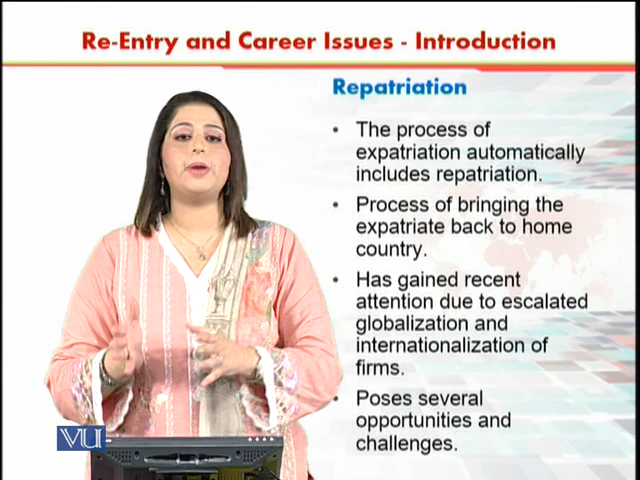 Re-Entry and Career Issues - Introduction
Repatriation
• The process of
expatriation automatically
includes repatriation.
• Process of bringing the
expatriate back to home
country.
• Has gained recent
attention due to escalated
globalization and
internationalization of
firms.
• Poses several
opportunities and
challenges.
VU